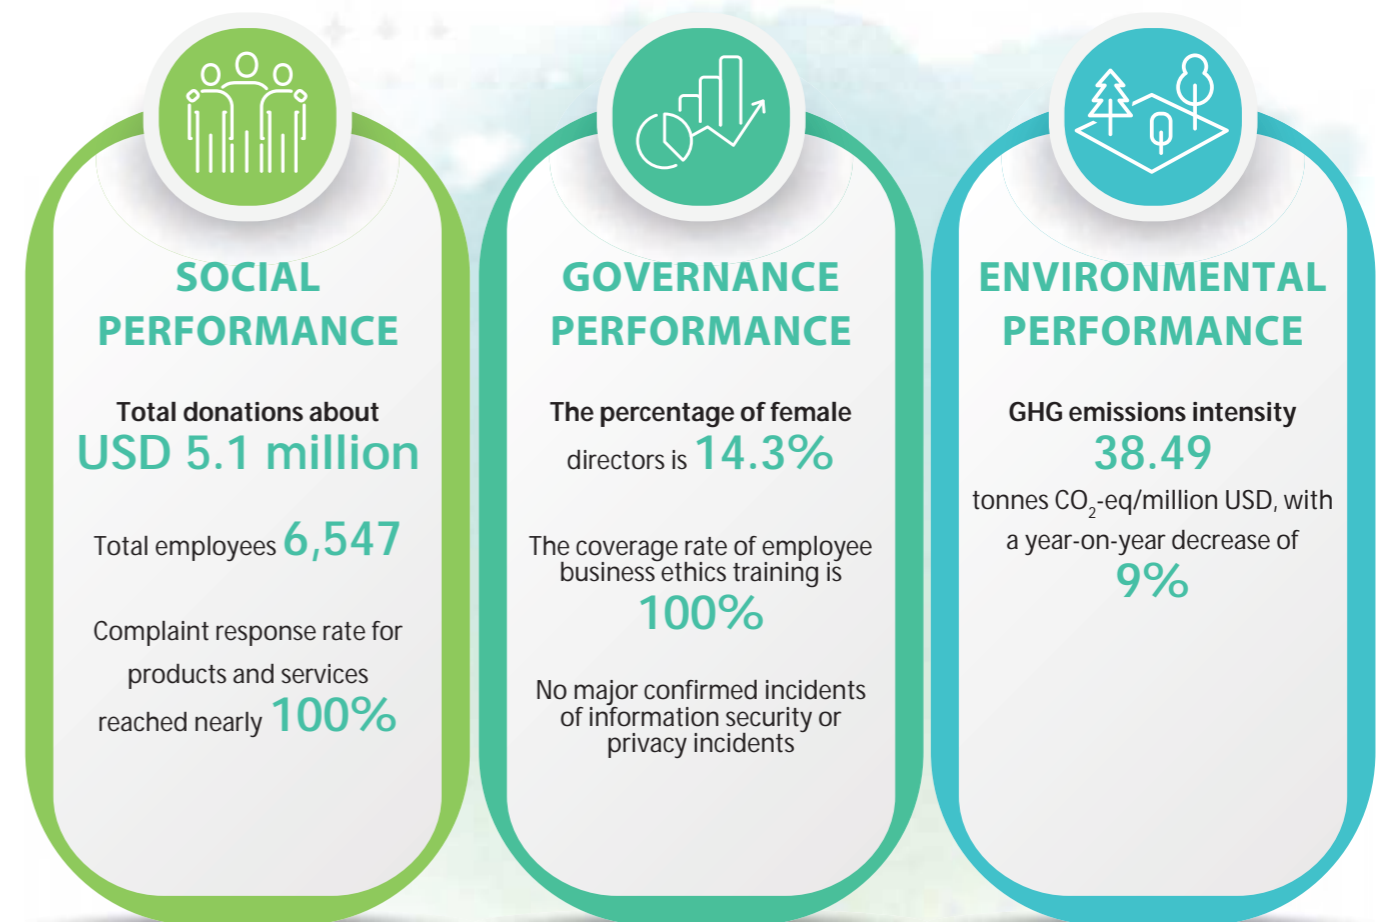 SOCIAL
PERFORMANCE
Total donations about
USD 5.1 million
Total employees 6,547
Complaint response rate for
products and services
reached nearly 100%
GOVERNANCE
PERFORMANCE
The percentage of female
directors is 14.3%
The coverage rate of employee
business ethics training is
100%
No major confirmed incidents
of information security or
privacy incidents
ENVIRONMENTAL
PERFORMANCE
GHG emissions intensity
38.49
tonnes CO₂-eq/million USD, with
a year-on-year decrease of
9%